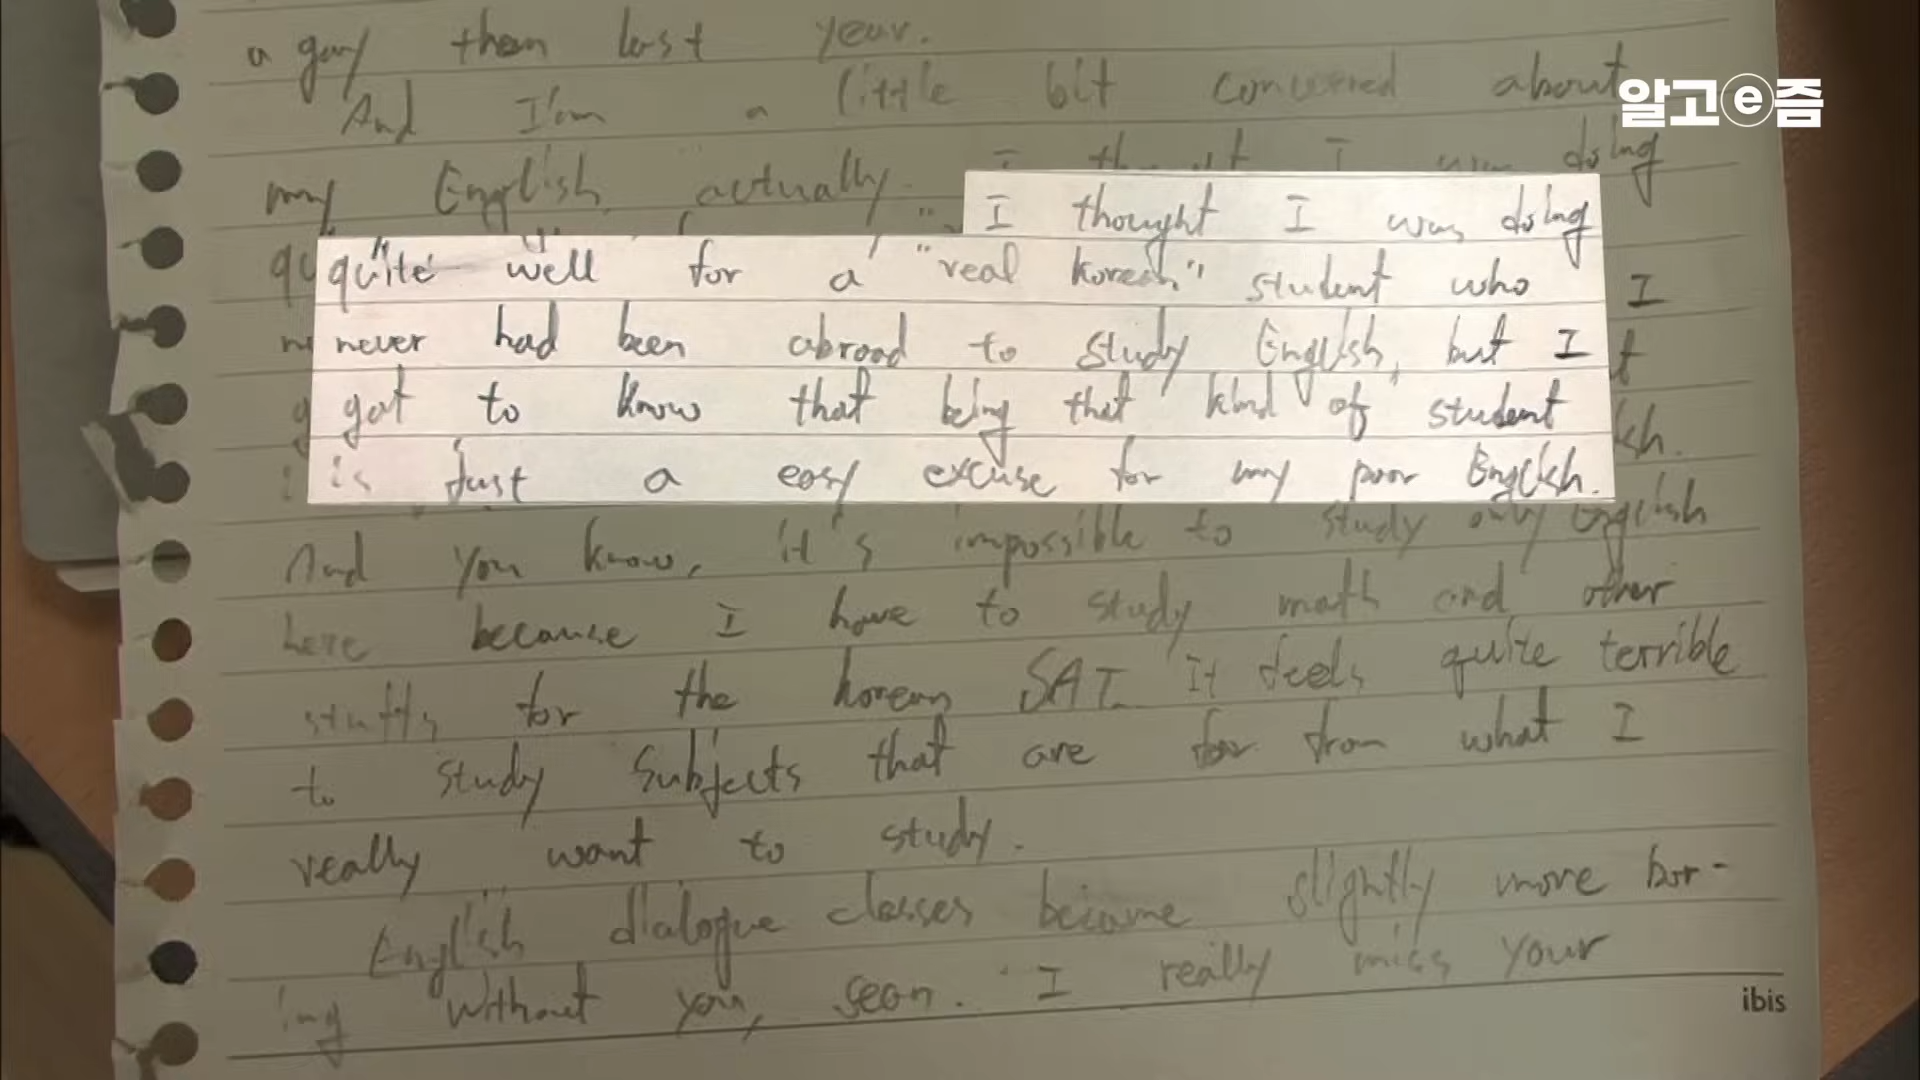 a guy than last year.
알고e즘
And I'm a little bit concerned about
my English actually. I thought I was doing
quite well for a "real korean" student who
never had been abroad to study English, but I
got to know that being that kind of student
is just a easy excuse for my poor English.
And you know, it's impossible to study only English
here because I have to study math and other
stuffs for the korean SAT. It feels quite terrible
to study subjects that are far from what I
really want to study.
English dialogue classes became slightly more bor-
ing without you, sean. I really miss your
ibis